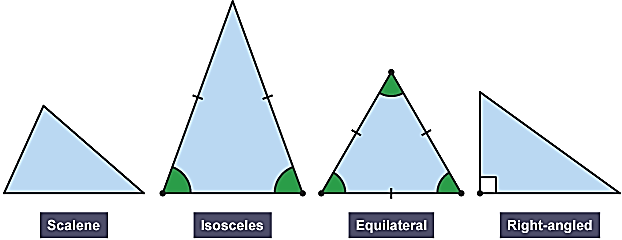 Scalene
Isosceles
Equilateral
Right-angled